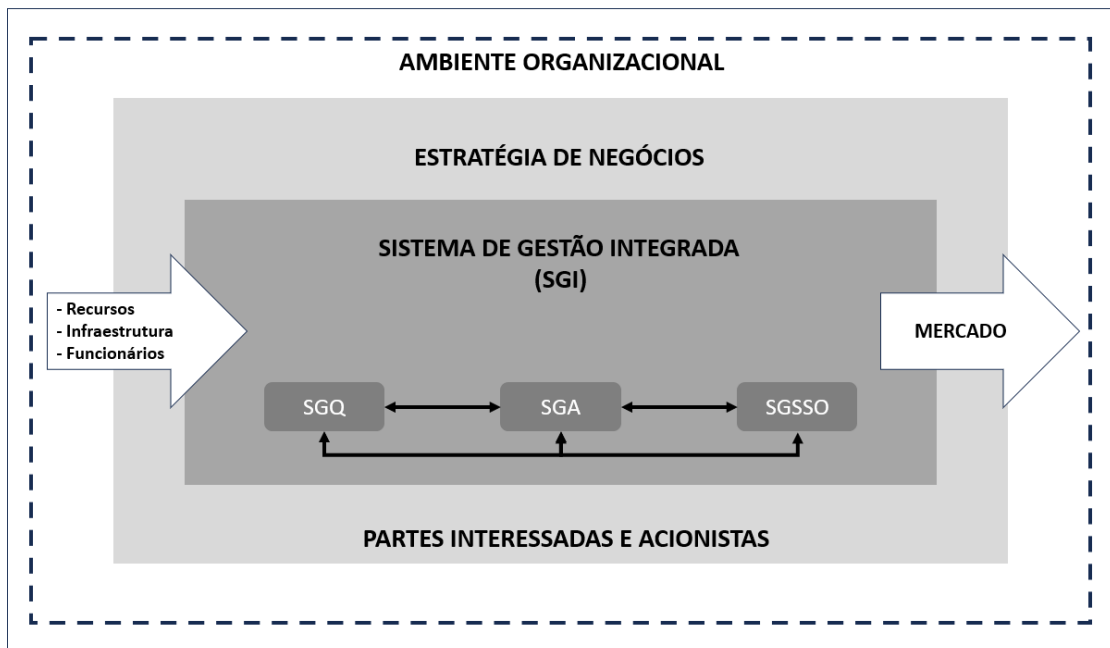 AMBIENTE ORGANIZACIONAL
ESTRATÉGIA DE NEGÓCIOS
SISTEMA DE GESTÃO INTEGRADA
(SGI)
- Recursos
- Infraestrutura
- Funcionários
MERCADO
SGQ
SGA
SGSSO
PARTES INTERESSADAS E ACIONISTAS